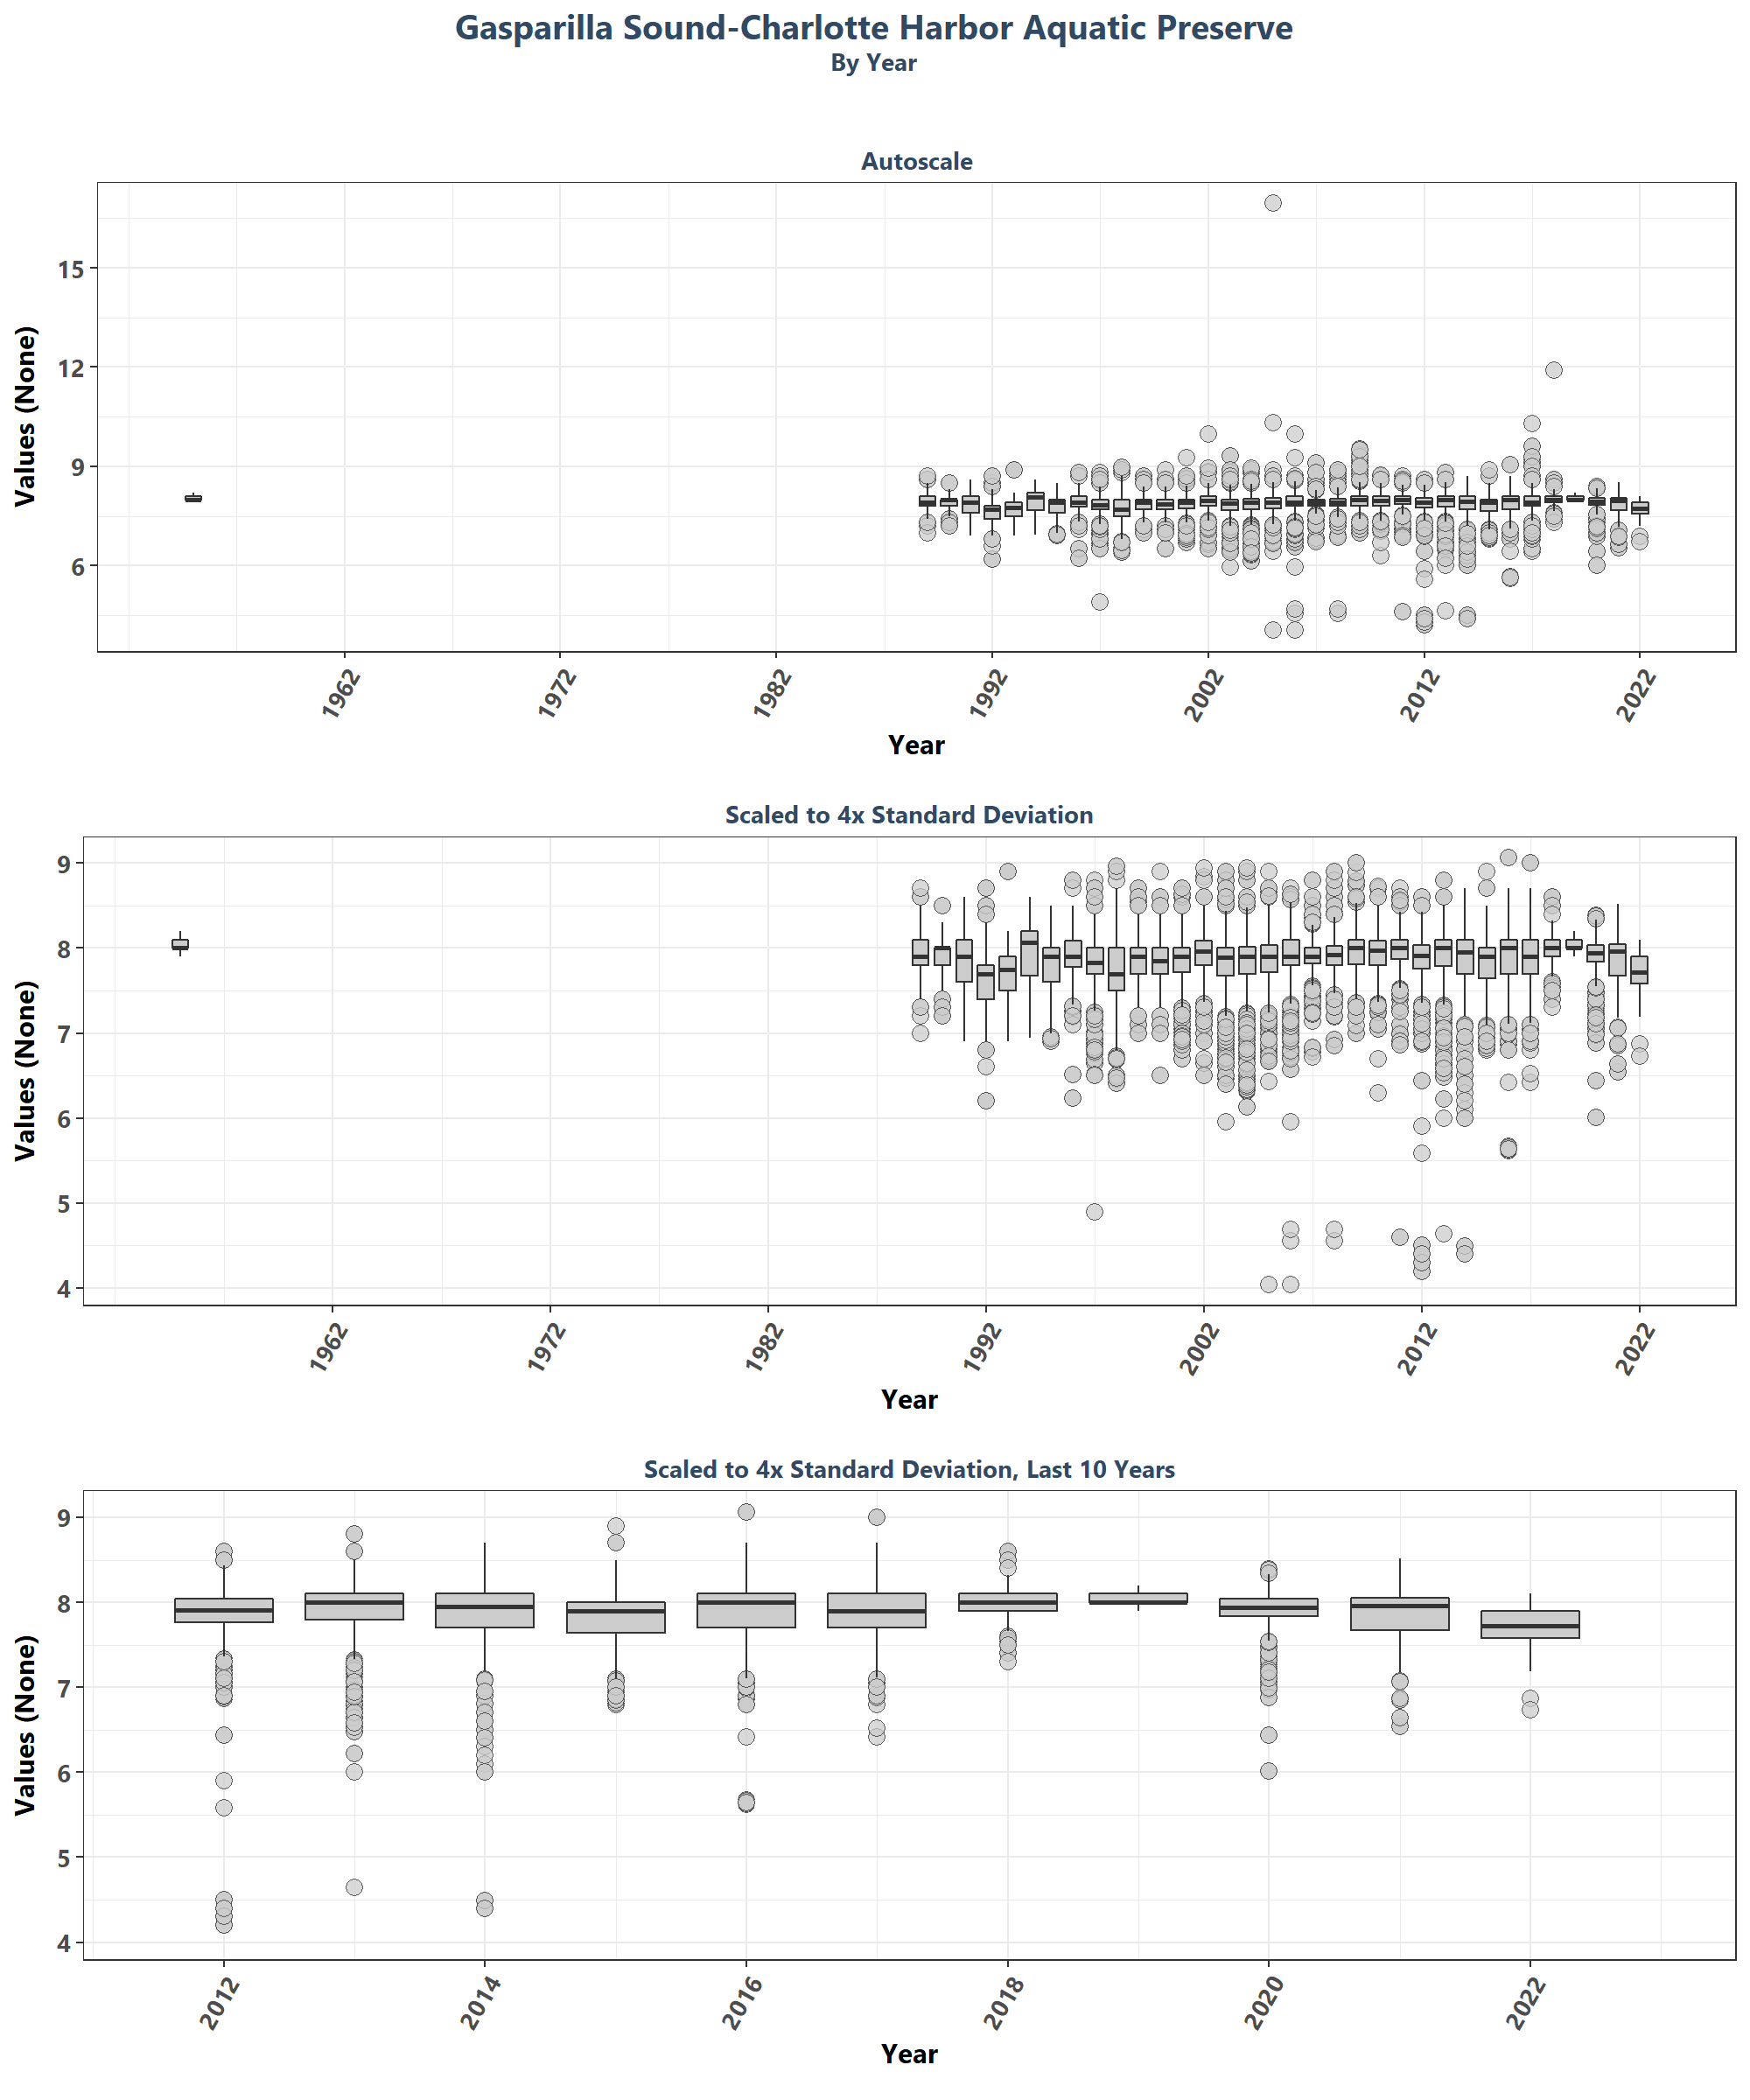 Gasparilla Sound-Charlotte Harbor Aquatic Preserve
By Year
Autoscale
Values (None)
15
12
9
6
1962 1972 1982 1992 2002 2012 2022
Year
Scaled to 4x Standard Deviation
Values (None)
9
8
7
6
5
4
1962 1972 1982 1992 2002 2012 2022
Year
Scaled to 4x Standard Deviation, Last 10 Years
Values (None)
9
8
7
6
5
4
2012 2014 2016 2018 2020 2022
Year